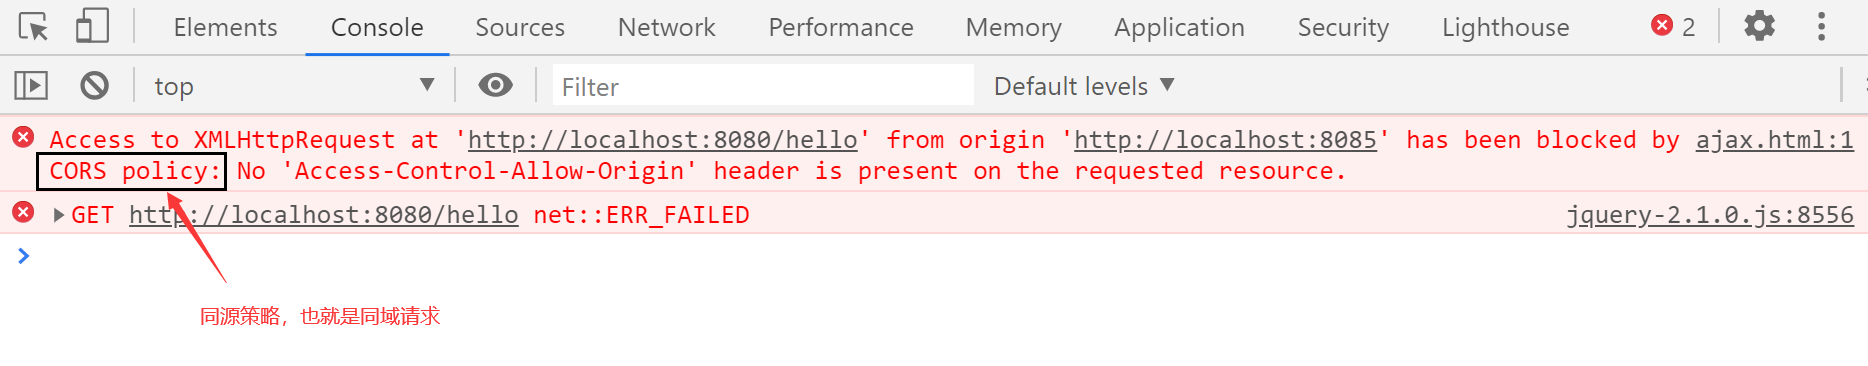 Elements Console Sources Network Performance Memory Application Security Lighthouse 2
top Filter Default levels
Access to XMLHttpRequest at 'http://localhost:8080/hello' from origin 'http://localhost:8085' has been blocked by ajax.html:1
CORS policy: No 'Access-Control-Allow-Origin' header is present on the requested resource.
GET http://localhost:8080/hello net::ERR_FAILED jquery-2.1.0.js:8556
同源策略，也就是同域请求